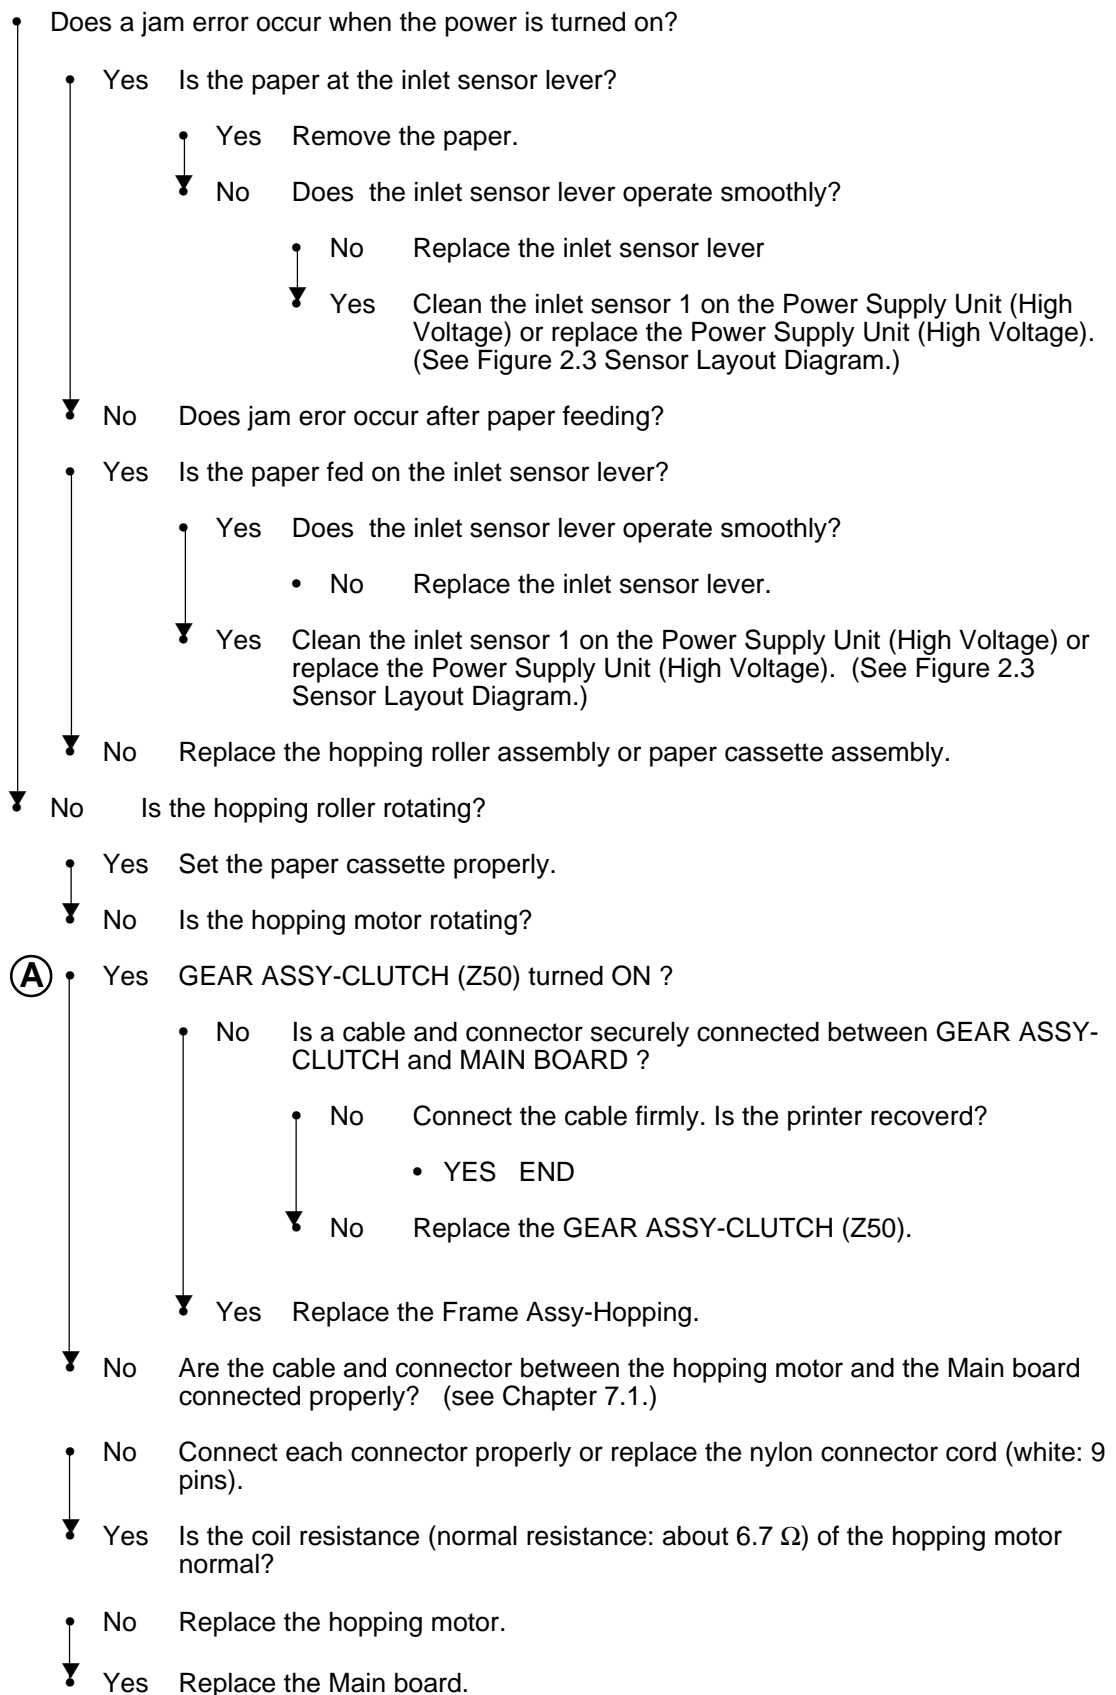 • Does a jam error occur when the power is turned on?
• Yes Is the paper at the inlet sensor lever?
• Yes Remove the paper.
• No Does the inlet sensor lever operate smoothly?
• No Replace the inlet sensor lever
• Yes Clean the inlet sensor 1 on the Power Supply Unit (High
Voltage) or replace the Power Supply Unit (High Voltage).
(See Figure 2.3 Sensor Layout Diagram.)
• No Does jam eror occur after paper feeding?
• Yes Is the paper fed on the inlet sensor lever?
• Yes Does the inlet sensor lever operate smoothly?
• No Replace the inlet sensor lever.
• Yes Clean the inlet sensor 1 on the Power Supply Unit (High Voltage) or
replace the Power Supply Unit (High Voltage). (See Figure 2.3
Sensor Layout Diagram.)
• No Replace the hopping roller assembly or paper cassette assembly.
• No Is the hopping roller rotating?
• Yes Set the paper cassette properly.
• No Is the hopping motor rotating?
Ⓐ • Yes GEAR ASSY-CLUTCH (Z50) turned ON ?
• No Is a cable and connector securely connected between GEAR ASSY-
CLUTCH and MAIN BOARD ?
• No Connect the cable firmly. Is the printer recoverd?
• YES END
• No Replace the GEAR ASSY-CLUTCH (Z50).
• Yes Replace the Frame Assy-Hopping.
• No Are the cable and connector between the hopping motor and the Main board
connected properly? (see Chapter 7.1.)
• No Connect each connector properly or replace the nylon connector cord (white: 9
pins).
• Yes Is the coil resistance (normal resistance: about 6.7 Ω) of the hopping motor
normal?
• No Replace the hopping motor.
• Yes Replace the Main board.